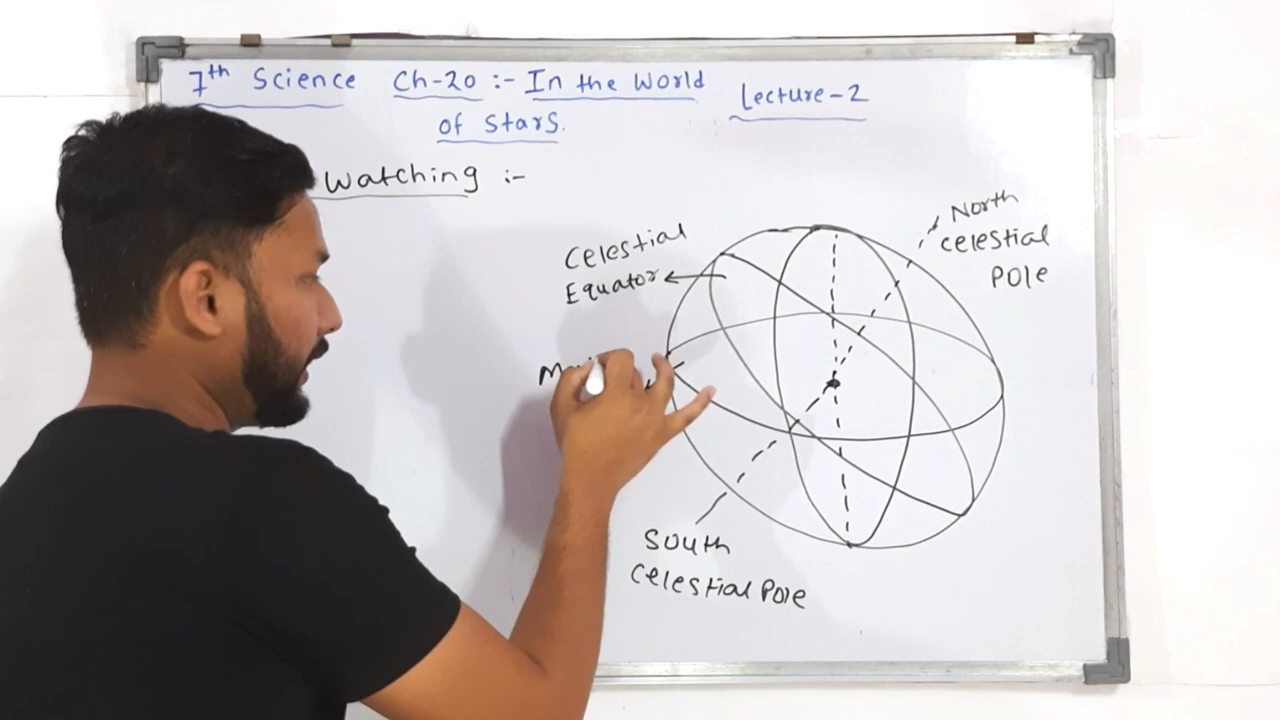 7th Science Ch-20 :- In the World
of Stars.
Lecture-2
Watching :-
Celestial
Equator
North
Celestial
Pole
South
Celestial Pole